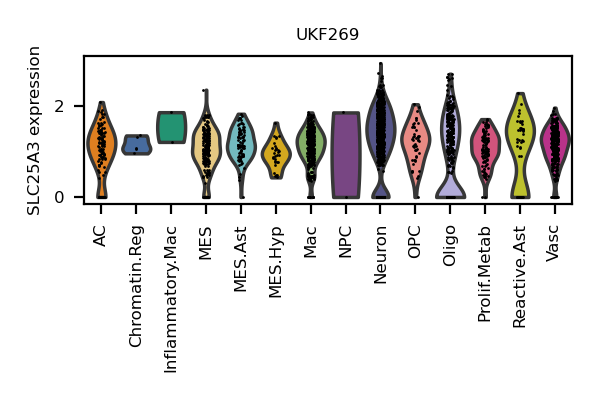 UKF269
SLC25A3 expression
2
0
AC
Chromatin.Reg
Inflammatory.Mac
MES
MES.Ast
MES.Hyp
Mac
NPC
Neuron
OPC
Oligo
Prolif.Metab
Reactive.Ast
Vasc